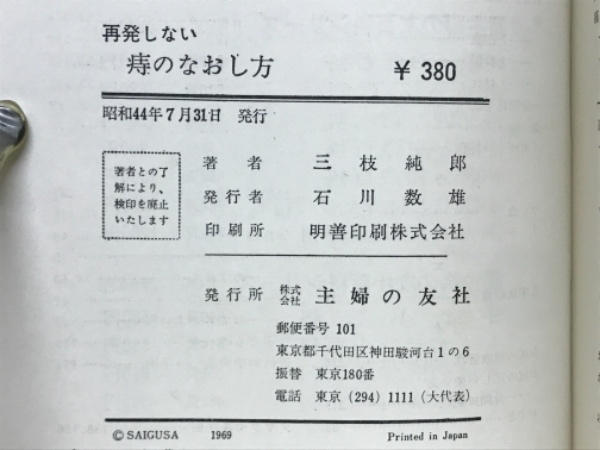 再発しない
痔のなおし方 ¥380
昭和44年7月31日 発行
著者との了
解により、
検印を廃止
いたします
著者 三枝純郎
発行者 石川数雄
印刷所 明善印刷株式会社
発行所 株式会社 主婦の友社
郵便番号 101
東京都千代田区神田駿河台1の6
振替 東京180番
電話 東京 (294) 1111 (大代表)
©SAIGUSA 1969 Printed in Japan